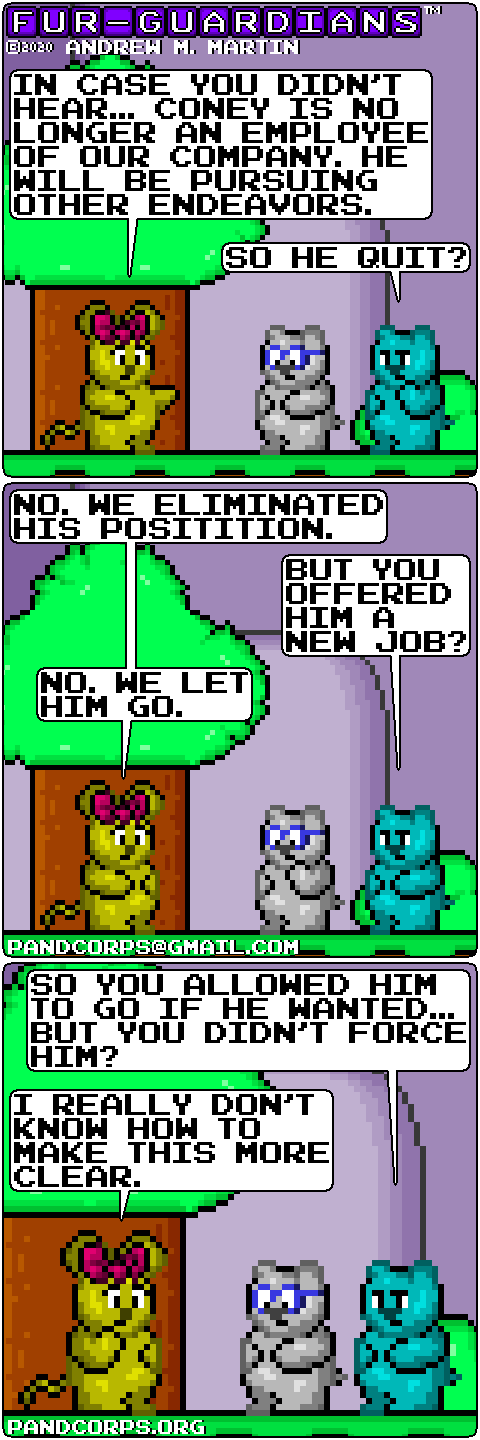 FUR-GUARDIANS™
©2020 ANDREW M. MARTIN
IN CASE YOU DIDN'T
HEAR... CONEY IS NO
LONGER AN EMPLOYEE
OF OUR COMPANY. HE
WILL BE PURSUING
OTHER ENDEAVORS.
SO HE QUIT?
NO. WE ELIMINATED
HIS POSITITION.
BUT YOU
OFFERED
HIM A
NEW JOB?
NO. WE LET
HIM GO.
PANDCORPS@GMAIL.COM
SO YOU ALLOWED HIM
TO GO IF HE WANTED...
BUT YOU DIDN'T FORCE
HIM?
I REALLY DON'T
KNOW HOW TO
MAKE THIS MORE
CLEAR.
PANDCORPS.ORG